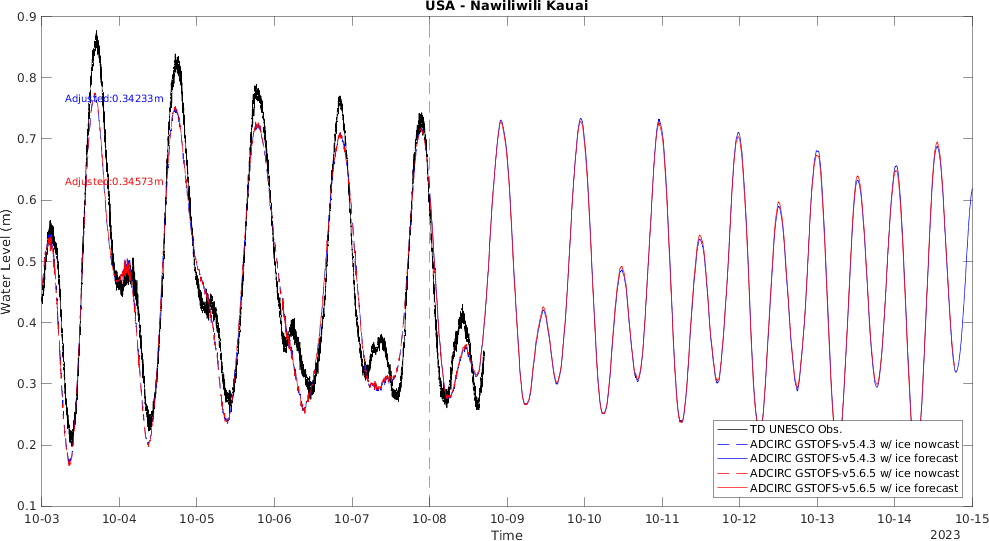 USA - Nawiliwili Kauai
0.9
0.8
0.7
0.6
0.5
0.4
0.3
0.2
0.1
Water Level (m)
Adjusted:0.34233m
Adjusted:0.34573m
TD UNESCO Obs.
ADCIRC GSTOFS-v5.4.3 w/ ice nowcast
ADCIRC GSTOFS-v5.4.3 w/ ice forecast
ADCIRC GSTOFS-v5.6.5 w/ ice nowcast
ADCIRC GSTOFS-v5.6.5 w/ ice forecast
10-03 10-04 10-05 10-06 10-07 10-08 10-09 10-10 10-11 10-12 10-13 10-14 10-15
Time
2023